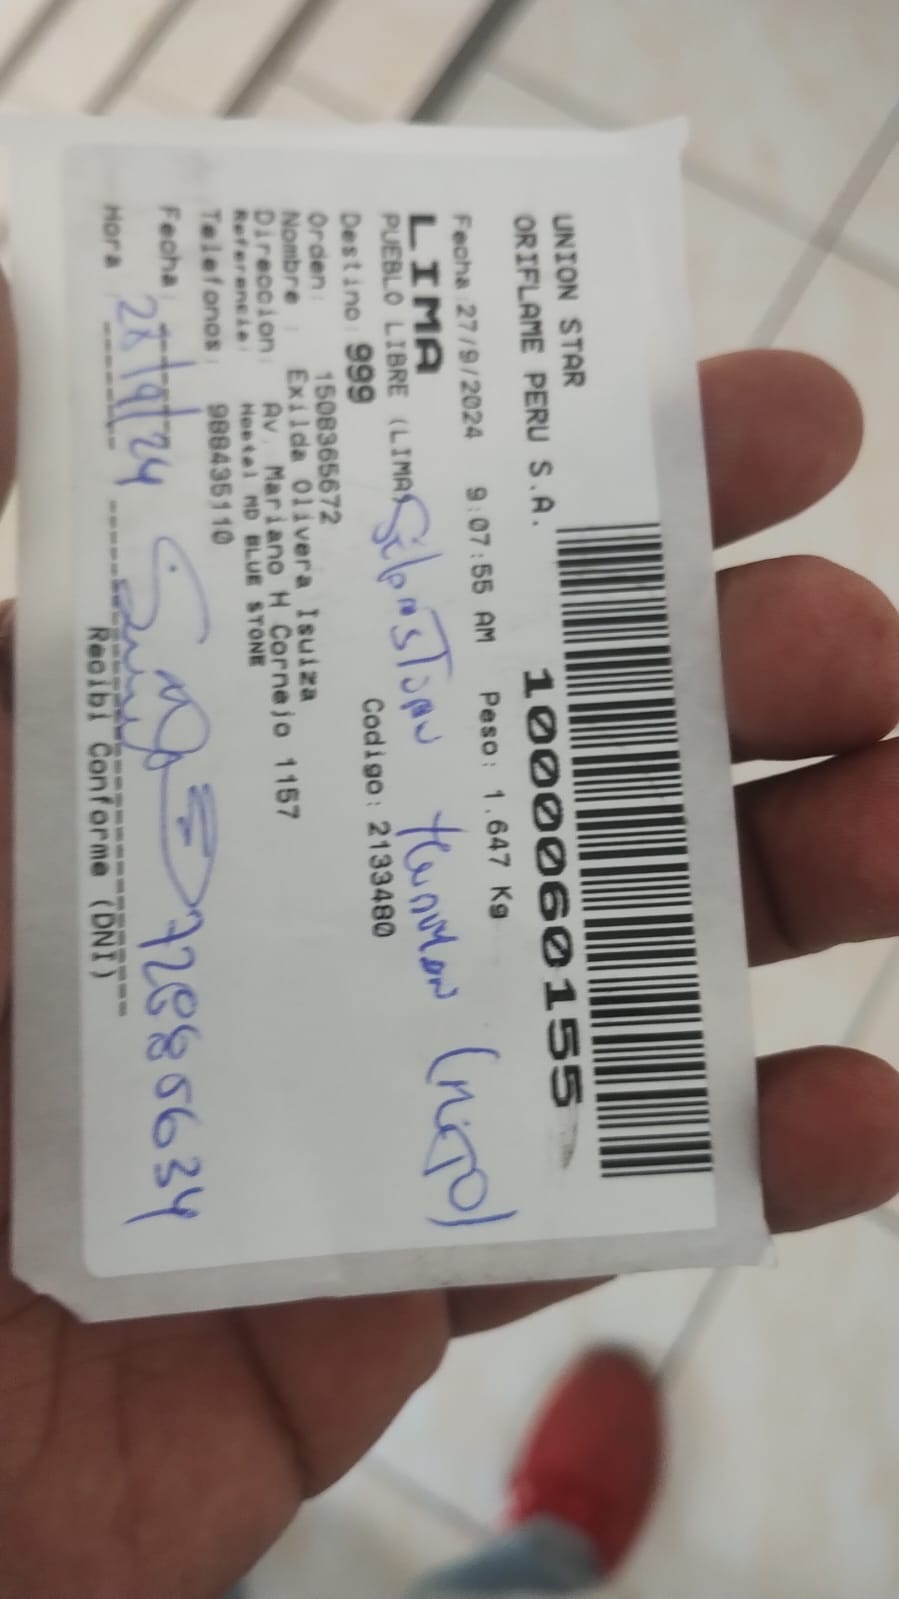 UNION STAR
ORIFLAME PERU S.A.
1000060155
Fecha:27/9/2024 9:07:55 AM Peso: 1.647 Kg
LIMA
PUEBLO LIBRE (LIMA)
Destino: 999 Codigo: 2133480
Orden: 1508365672
Nombre : Exilda Olivera Isuiza
Direccion: Av. Mariano H Cornejo 1157
Referencia: Hostal MD BLUE STONE
Telefonos: 988435110
Fecha: 28/9/24
Hora
Recibi Conforme (DNI)